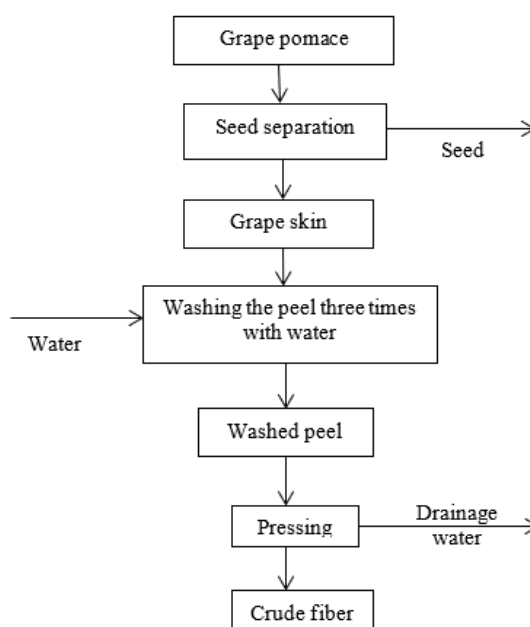 Grape pomace
Seed separation
Seed
Grape skin
Washing the peel three times
with water
Water
Washed peel
Pressing
Drainage
water
Crude fiber